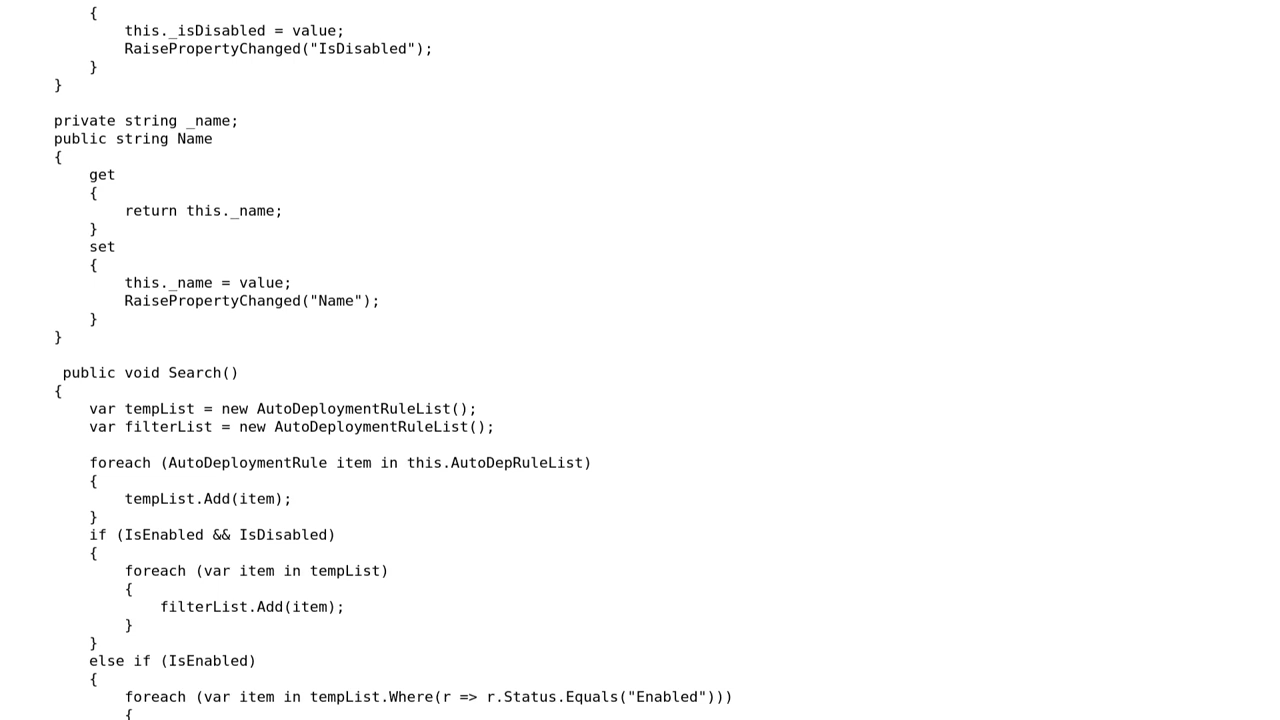 {
            this._isDisabled = value;
            RaisePropertyChanged("IsDisabled");
        }
    }

    private string _name;
    public string Name
    {
        get
        {
            return this._name;
        }
        set
        {
            this._name = value;
            RaisePropertyChanged("Name");
        }
    }

     public void Search()
    {
        var tempList = new AutoDeploymentRuleList();
        var filterList = new AutoDeploymentRuleList();

        foreach (AutoDeploymentRule item in this.AutoDepRuleList)
        {
            tempList.Add(item);
        }
        if (IsEnabled && IsDisabled)
        {
            foreach (var item in tempList)
            {
                filterList.Add(item);
            }
        }
        else if (IsEnabled)
        {
            foreach (var item in tempList.Where(r => r.Status.Equals("Enabled")))
            {